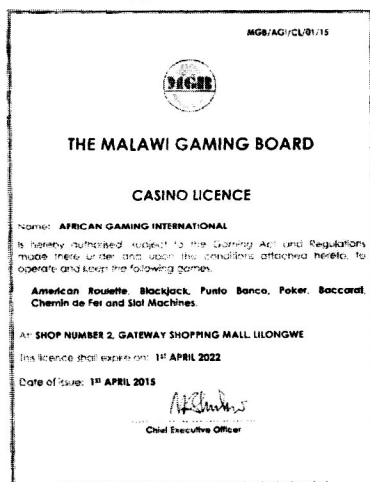 MGB/AGI/CL/01/15
MGB
THE MALAWI GAMING BOARD
CASINO LICENCE
Name: AFRICAN GAMING INTERNATIONAL
is hereby authorised subject to the Gaming Act and Regulations
made there under and upon the conditions attached hereto, to
operate and keep the following games.
American Roulette, Blackjack, Punto Banco, Poker, Baccarat,
Chemin de Fer and Slot Machines.
At: SHOP NUMBER 2, GATEWAY SHOPPING MALL, LILONGWE
This licence shall expire on: 1st APRIL 2022
Date of issue: 1st APRIL 2015
Chief Executive Officer